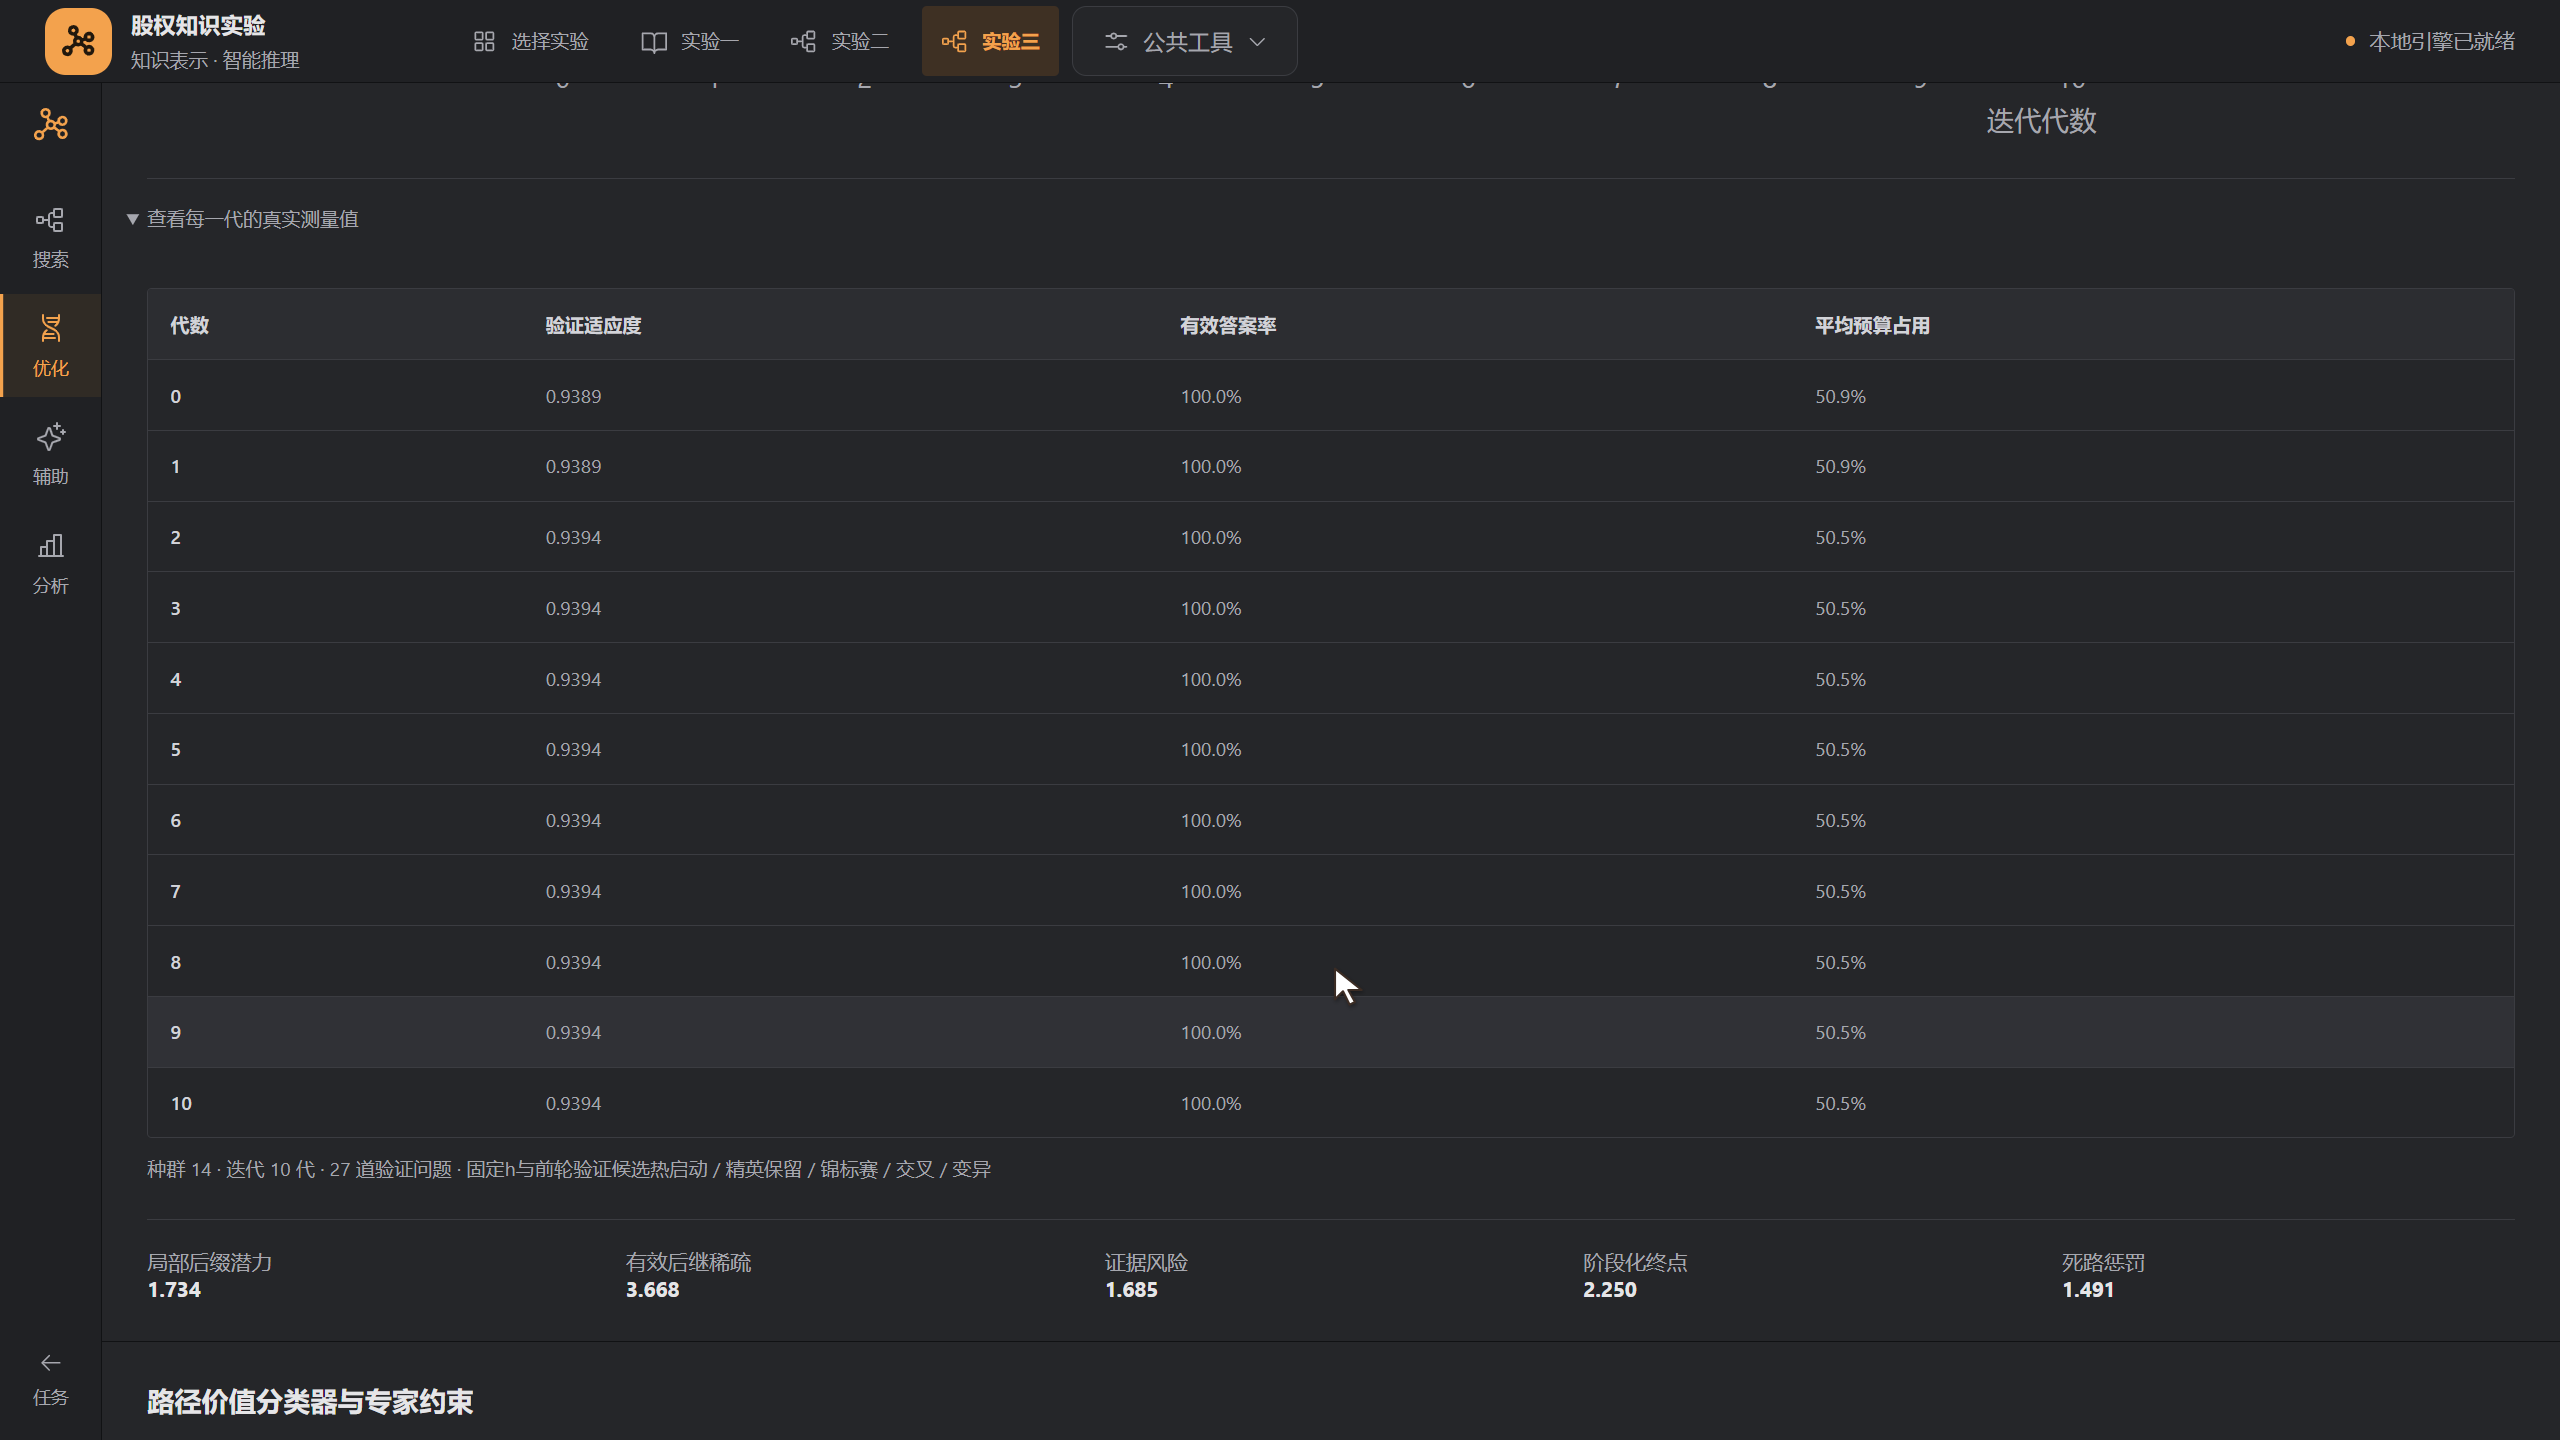 股权知识实验
知识表示 · 智能推理
选择实验
实验一
实验二
实验三
公共工具
本地引擎已就绪
搜索
优化
辅助
分析
任务
迭代代数
▼ 查看每一代的真实测量值
代数 验证适应度 有效答案率 平均预算占用
0 0.9389 100.0% 50.9%
1 0.9389 100.0% 50.9%
2 0.9394 100.0% 50.5%
3 0.9394 100.0% 50.5%
4 0.9394 100.0% 50.5%
5 0.9394 100.0% 50.5%
6 0.9394 100.0% 50.5%
7 0.9394 100.0% 50.5%
8 0.9394 100.0% 50.5%
9 0.9394 100.0% 50.5%
10 0.9394 100.0% 50.5%
种群 14 · 迭代 10 代 · 27 道验证问题 · 固定h与前轮验证候选热启动 / 精英保留 / 锦标赛 / 交叉 / 变异
局部后缀潜力 有效后继稀疏 证据风险 阶段化终点 死路惩罚
1.734 3.668 1.685 2.250 1.491
路径价值分类器与专家约束